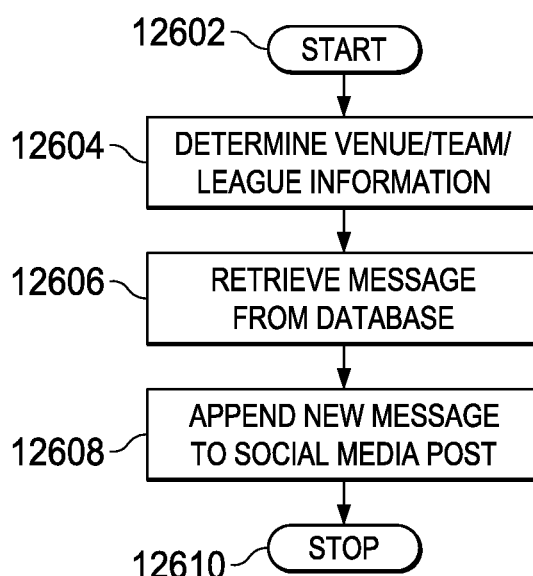 12602
START
12604
DETERMINE VENUE/TEAM/
LEAGUE INFORMATION
12606
RETRIEVE MESSAGE
FROM DATABASE
12608
APPEND NEW MESSAGE
TO SOCIAL MEDIA POST
STOP
12610